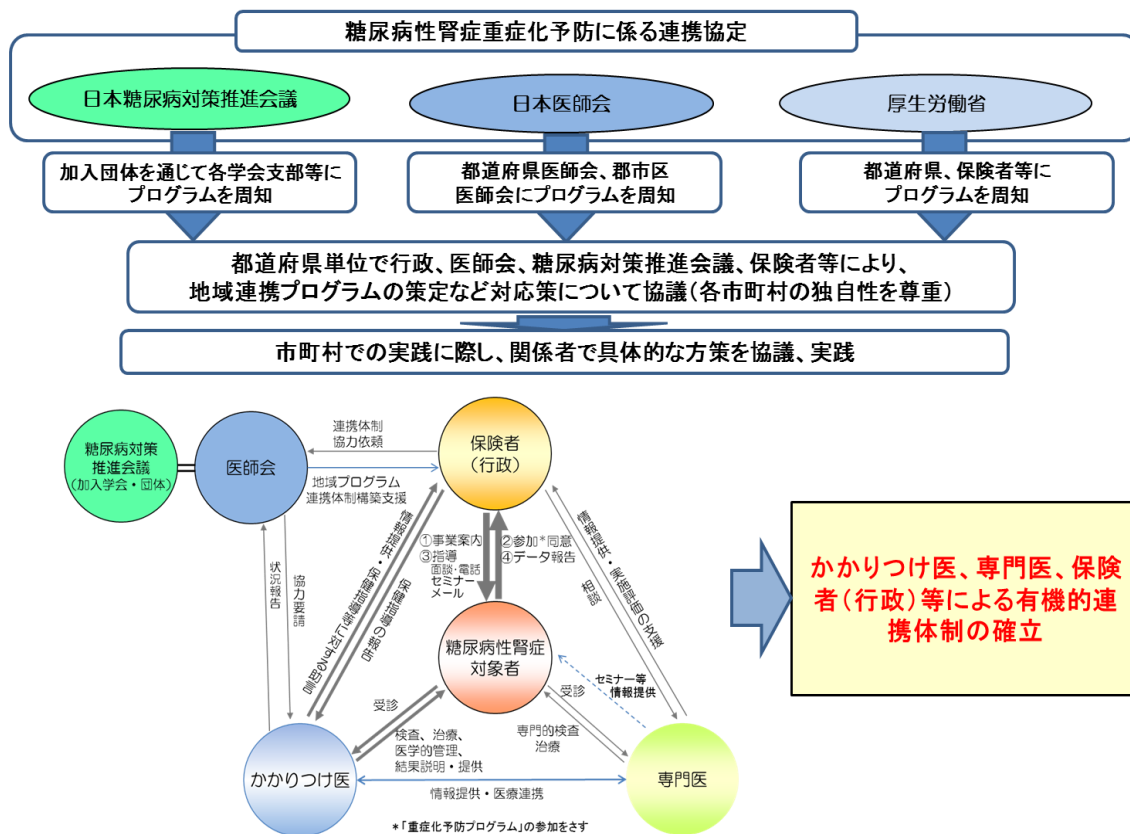 糖尿病性腎症重症化予防に係る連携協定
日本糖尿病対策推進会議
日本医師会
厚生労働省
加入団体を通じて各学会支部等に
プログラムを周知
都道府県医師会、郡市区
医師会にプログラムを周知
都道府県、保険者等に
プログラムを周知
都道府県単位で行政、医師会、糖尿病対策推進会議、保険者等により、
地域連携プログラムの策定など対応策について協議(各市町村の独自性を尊重)
市町村での実践に際し、関係者で具体的な方策を協議、実践
糖尿病対策
推進会議
(加入学会・団体)
医師会
連携体制
協力依頼
地域プログラム
連携体制構築支援
保険者
(行政)
①事業案内
③指導
面談・電話
セミナー
メール
②参加*同意
④データ報告
状況報告
協力要請
情報提供・保健指導等に対する助言
保健指導の報告
情報提供・実施評価の支援
相談
糖尿病性腎症
対象者
セミナー等
情報提供
受診
検査、治療、
医学的管理、
結果説明・提供
受診
専門的検査
治療
かかりつけ医
情報提供・医療連携
専門医
*「重症化予防プログラム」の参加をさす
かかりつけ医、専門医、保険
者(行政)等による有機的連
携体制の確立